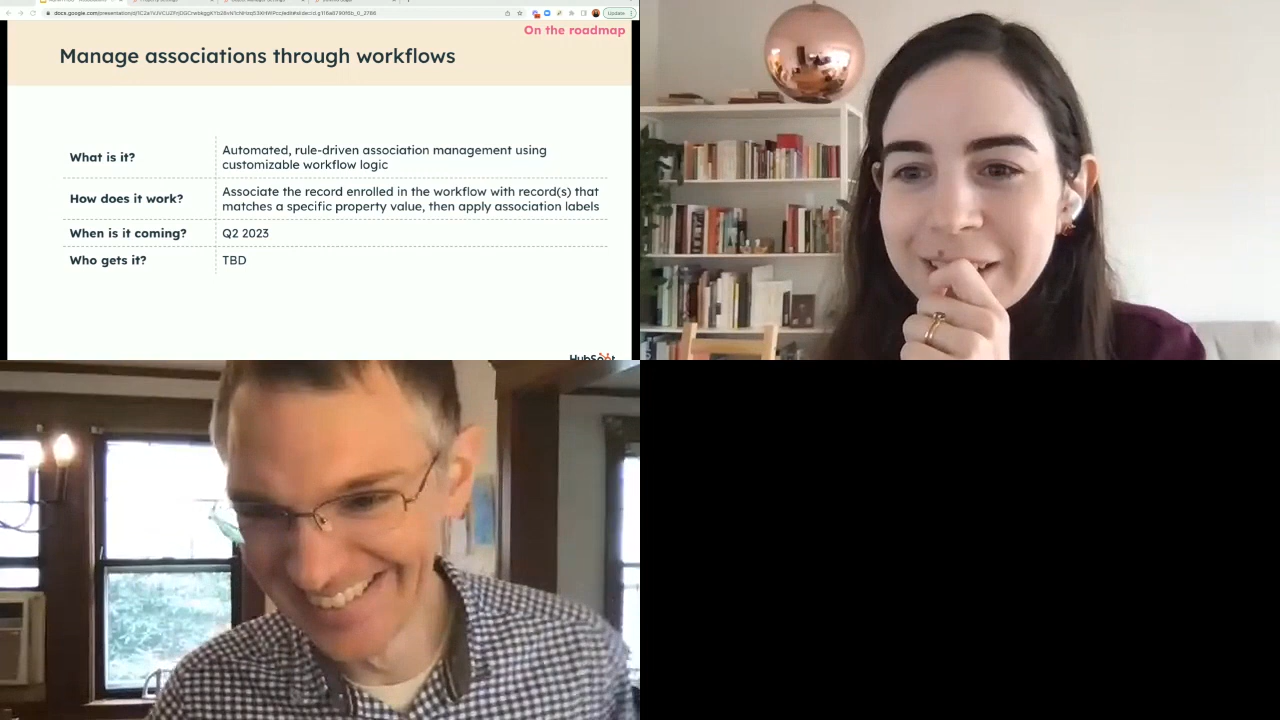 On the roadmap
Manage associations through workflows
What is it?
Automated, rule-driven association management using
customizable workflow logic
How does it work?
Associate the record enrolled in the workflow with record(s) that
matches a specific property value, then apply association labels
When is it coming?
Q2 2023
Who gets it?
TBD
HubSpot